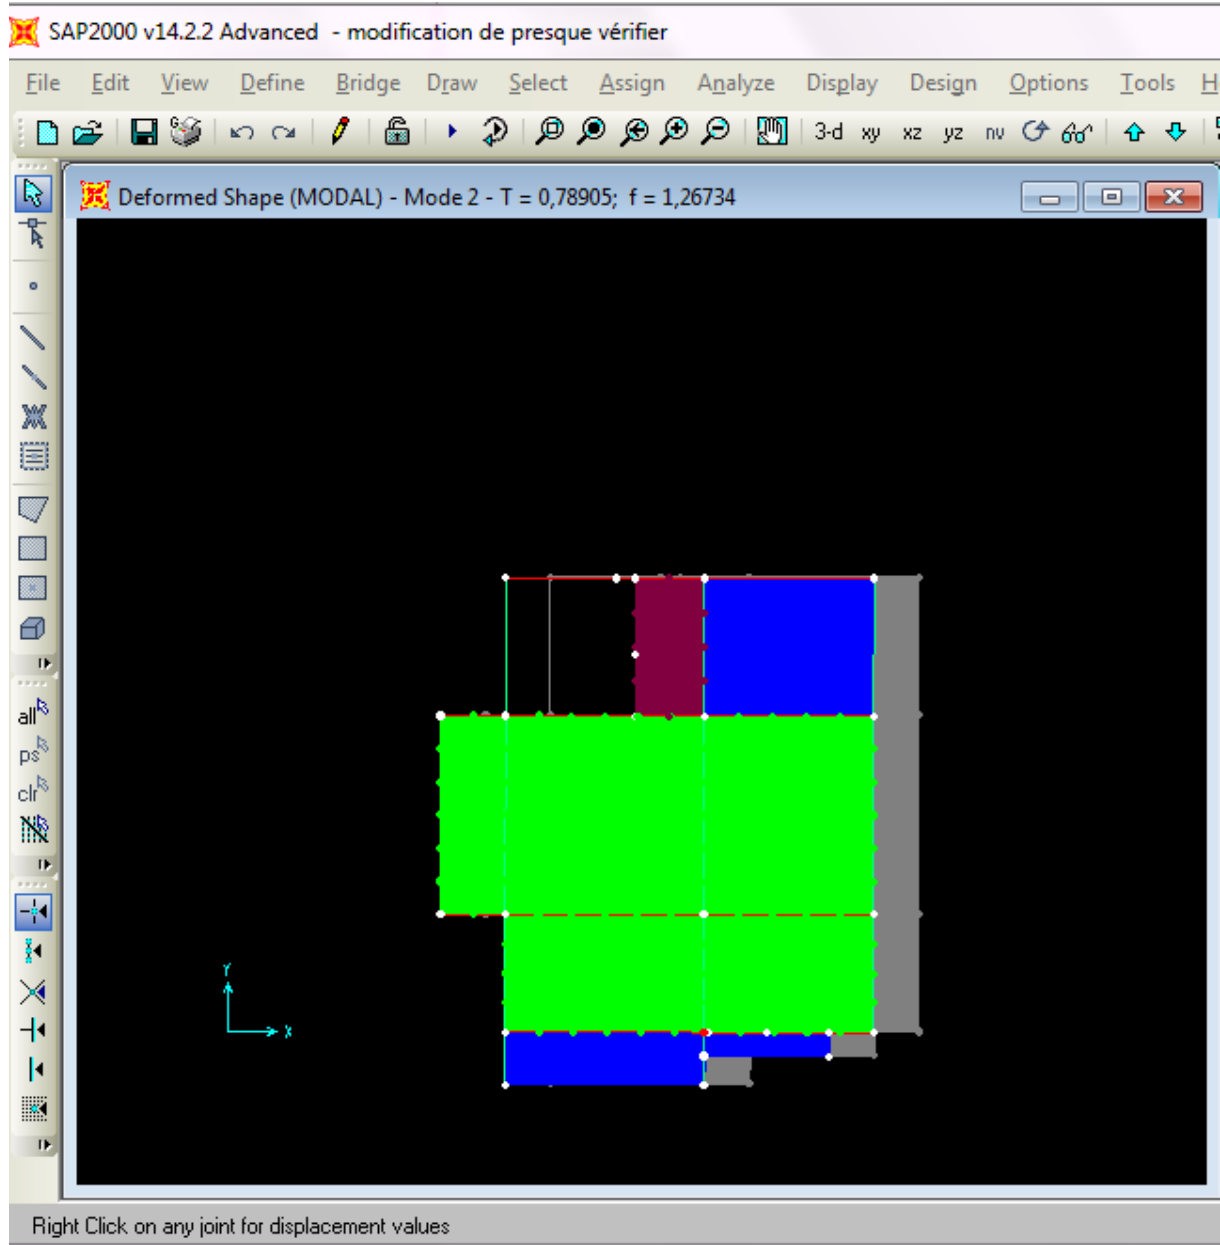 SAP2000 v14.2.2 Advanced - modification de presque vérifier
File Edit View Define Bridge Draw Select Assign Analyze Display Design Options Tools H
3-d xy xz yz nv
Deformed Shape (MODAL) - Mode 2 - T = 0,78905; f = 1,26734
all
ps
clr
Y
X
Right Click on any joint for displacement values